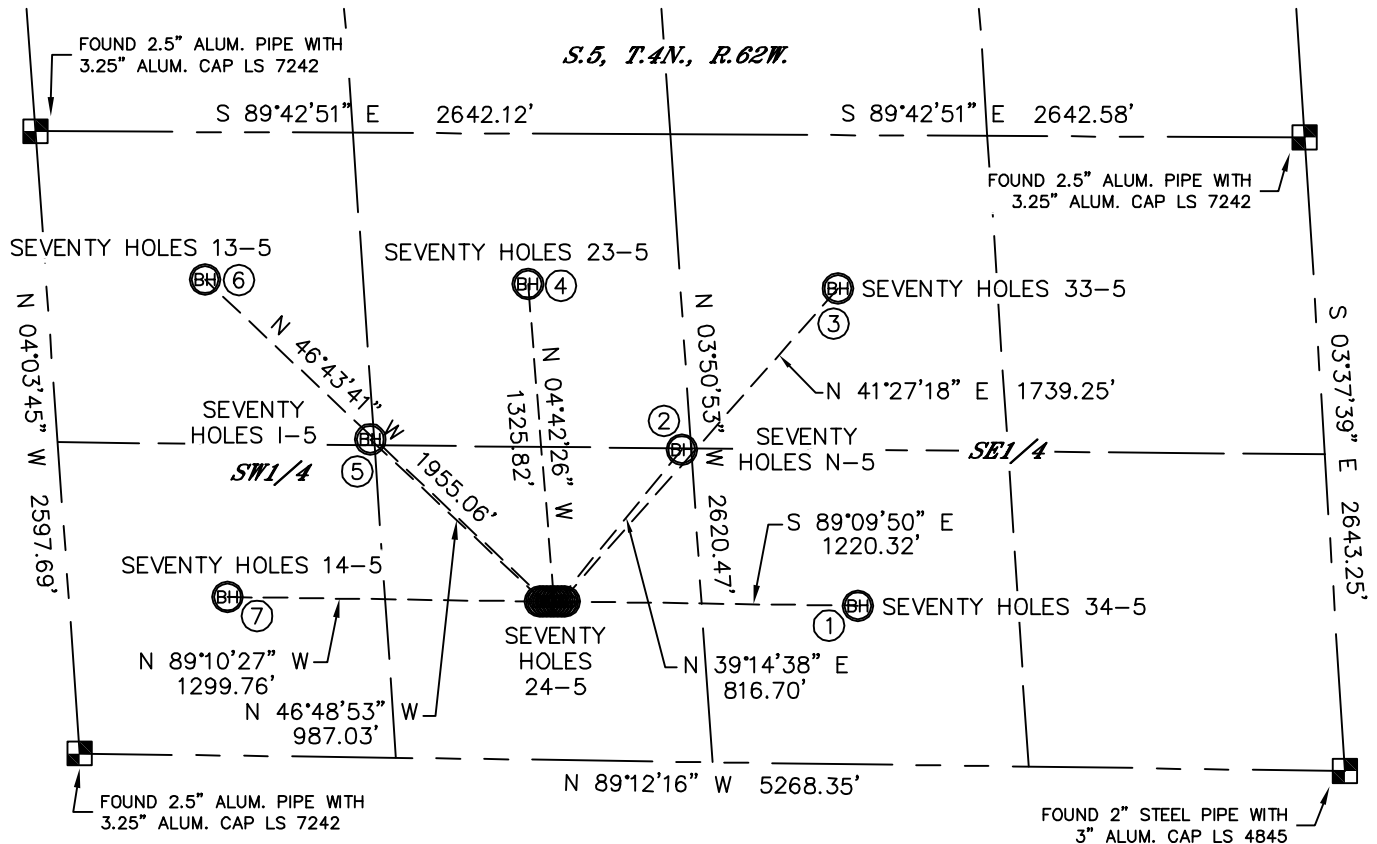 FOUND 2.5" ALUM. PIPE WITH
3.25" ALUM. CAP LS 7242
S.5, T.4N., R.62W.
S 89°42'51" E 2642.12'
S 89°42'51" E 2642.58'
FOUND 2.5" ALUM. PIPE WITH
3.25" ALUM. CAP LS 7242
SEVENTY HOLES 13-5
BH 6
SEVENTY HOLES 23-5
BH 4
BH SEVENTY HOLES 33-5
3
N 04°03'45" W 2597.69'
N 46°43'41" W
1955.06'
N 04°42'26" W
1325.82'
N 03°50'53" W 2620.47'
S 03°37'39" E 2643.25'
N 41°27'18" E 1739.25'
SEVENTY
HOLES I-5
BH
5
SW1/4
2
BH
SEVENTY
HOLES N-5
SE1/4
S 89°09'50" E
1220.32'
SEVENTY HOLES 14-5
BH
7
BH SEVENTY HOLES 34-5
1
SEVENTY
HOLES
24-5
N 89°10'27" W
1299.76'
N 39°14'38" E
816.70'
N 46°48'53" W
987.03'
N 89°12'16" W 5268.35'
FOUND 2.5" ALUM. PIPE WITH
3.25" ALUM. CAP LS 7242
FOUND 2" STEEL PIPE WITH
3" ALUM. CAP LS 4845